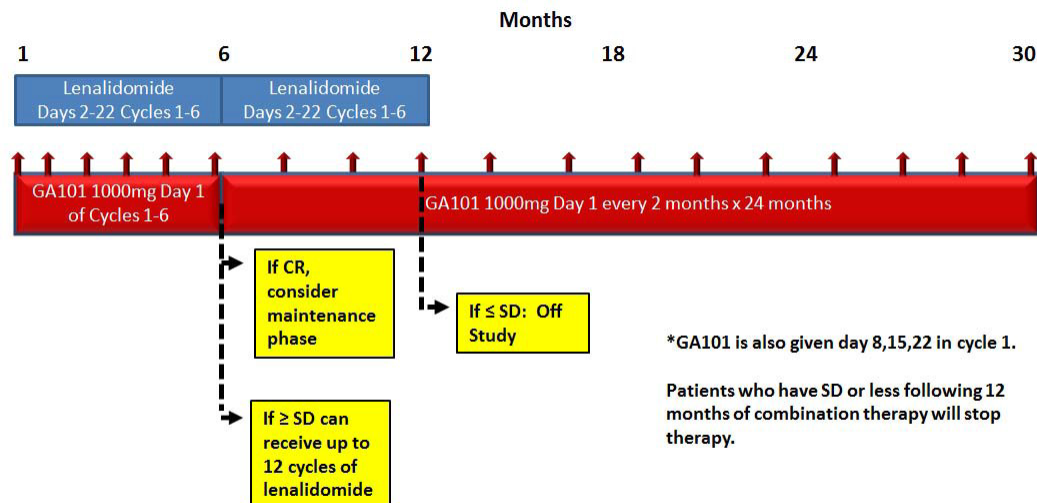 Months
1 6 12 18 24 30
Lenalidomide
Days 2-22 Cycles 1-6
Lenalidomide
Days 2-22 Cycles 1-6
GA101 1000mg Day 1
of Cycles 1-6
GA101 1000mg Day 1 every 2 months x 24 months
If CR,
consider
maintenance
phase
If ≤ SD: Off
Study
*GA101 is also given day 8,15,22 in cycle 1.
Patients who have SD or less following 12
months of combination therapy will stop
therapy.
If ≥ SD can
receive up to
12 cycles of
lenalidomide